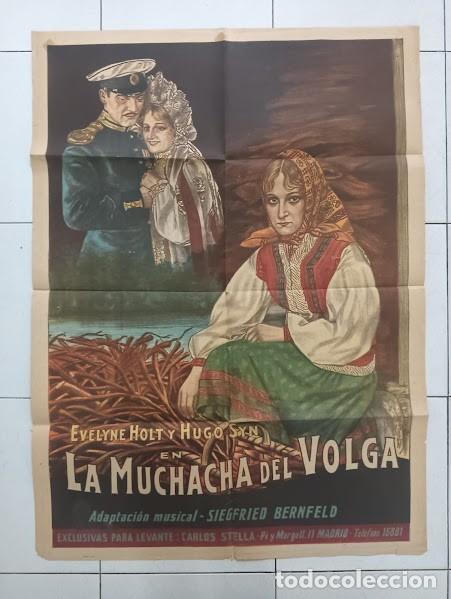 EVELYNE HOLT Y HUGO SYN
EN
LA MUCHACHA DEL VOLGA
Adaptación musical - SIEGFRIED BERNFELD
EXCLUSIVAS PARA LEVANTE: CARLOS STELLA - Pi y Margall, 11 MADRID - Teléfono 15881
todocoleccion